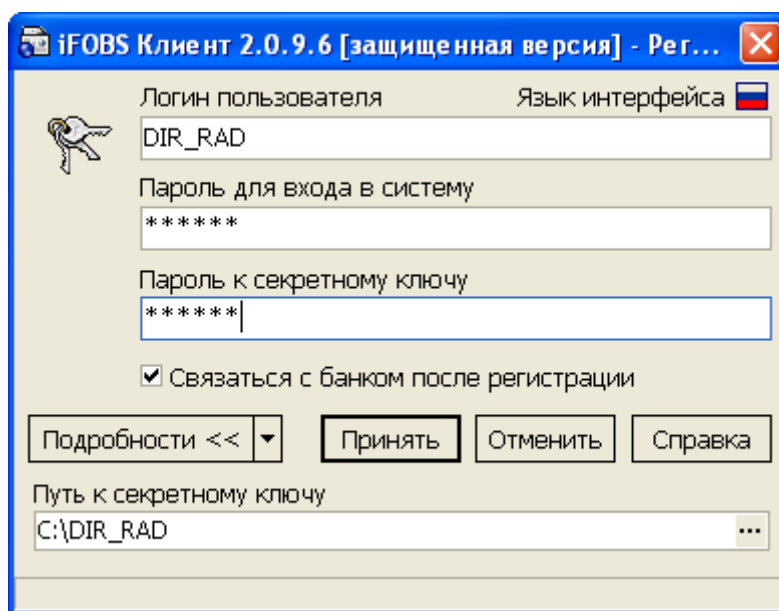 iFOBS Клиент 2.0.9.6 [защищенная версия] - Рег...
Логин пользователя Язык интерфейса
DIR_RAD
Пароль для входа в систему
******
Пароль к секретному ключу
******
Связаться с банком после регистрации
Подробности << Принять Отменить Справка
Путь к секретному ключу
C:\DIR_RAD ...